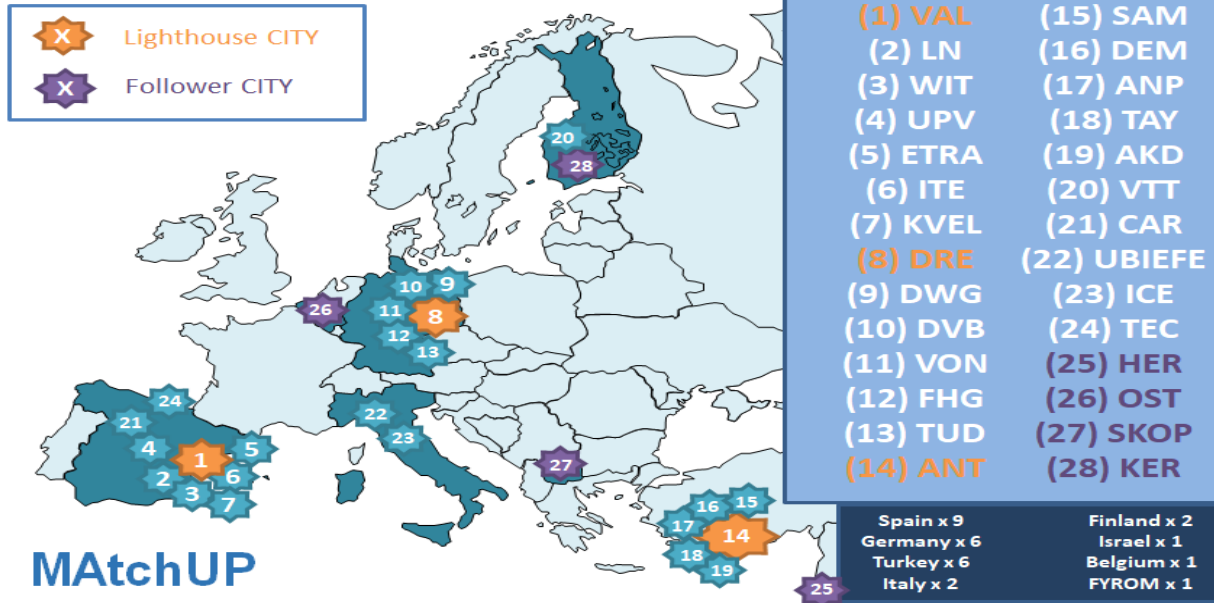 X Lighthouse CITY
X Follower CITY
(1) VAL
(2) LN
(3) WIT
(4) UPV
(5) ETRA
(6) ITE
(7) KVEL
(8) DRE
(9) DWG
(10) DVB
(11) VON
(12) FHG
(13) TUD
(14) ANT
(15) SAM
(16) DEM
(17) ANP
(18) TAY
(19) AKD
(20) VTT
(21) CAR
(22) UBIEFE
(23) ICE
(24) TEC
(25) HER
(26) OST
(27) SKOP
(28) KER
20
28
10
9
26
11
8
12
13
24
21
22
4
1
5
23
2
6
3
7
27
16
15
17
14
18
19
25
Spain x 9
Germany x 6
Turkey x 6
Italy x 2
Finland x 2
Israel x 1
Belgium x 1
FYROM x 1
MAtchUP